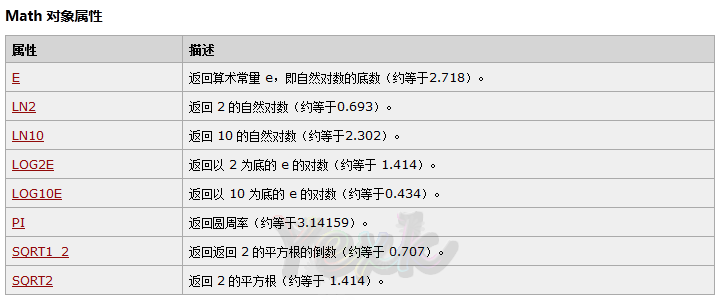 Math 对象属性
属性 描述
E 返回算术常量 e，即自然对数的底数（约等于2.718）。
LN2 返回 2 的自然对数（约等于0.693）。
LN10 返回 10 的自然对数（约等于2.302）。
LOG2E 返回以 2 为底的 e 的对数（约等于 1.414）。
LOG10E 返回以 10 为底的 e 的对数（约等于0.434）。
PI 返回圆周率（约等于3.14159）。
SQRT1_2 返回返回 2 的平方根的倒数（约等于 0.707）。
SQRT2 返回 2 的平方根（约等于 1.414）。